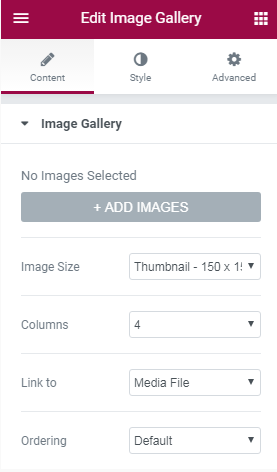 Edit Image Gallery
Content Style Advanced
Image Gallery
No Images Selected
+ ADD IMAGES
Image Size Thumbnail - 150 x 15
Columns 4
Link to Media File
Ordering Default